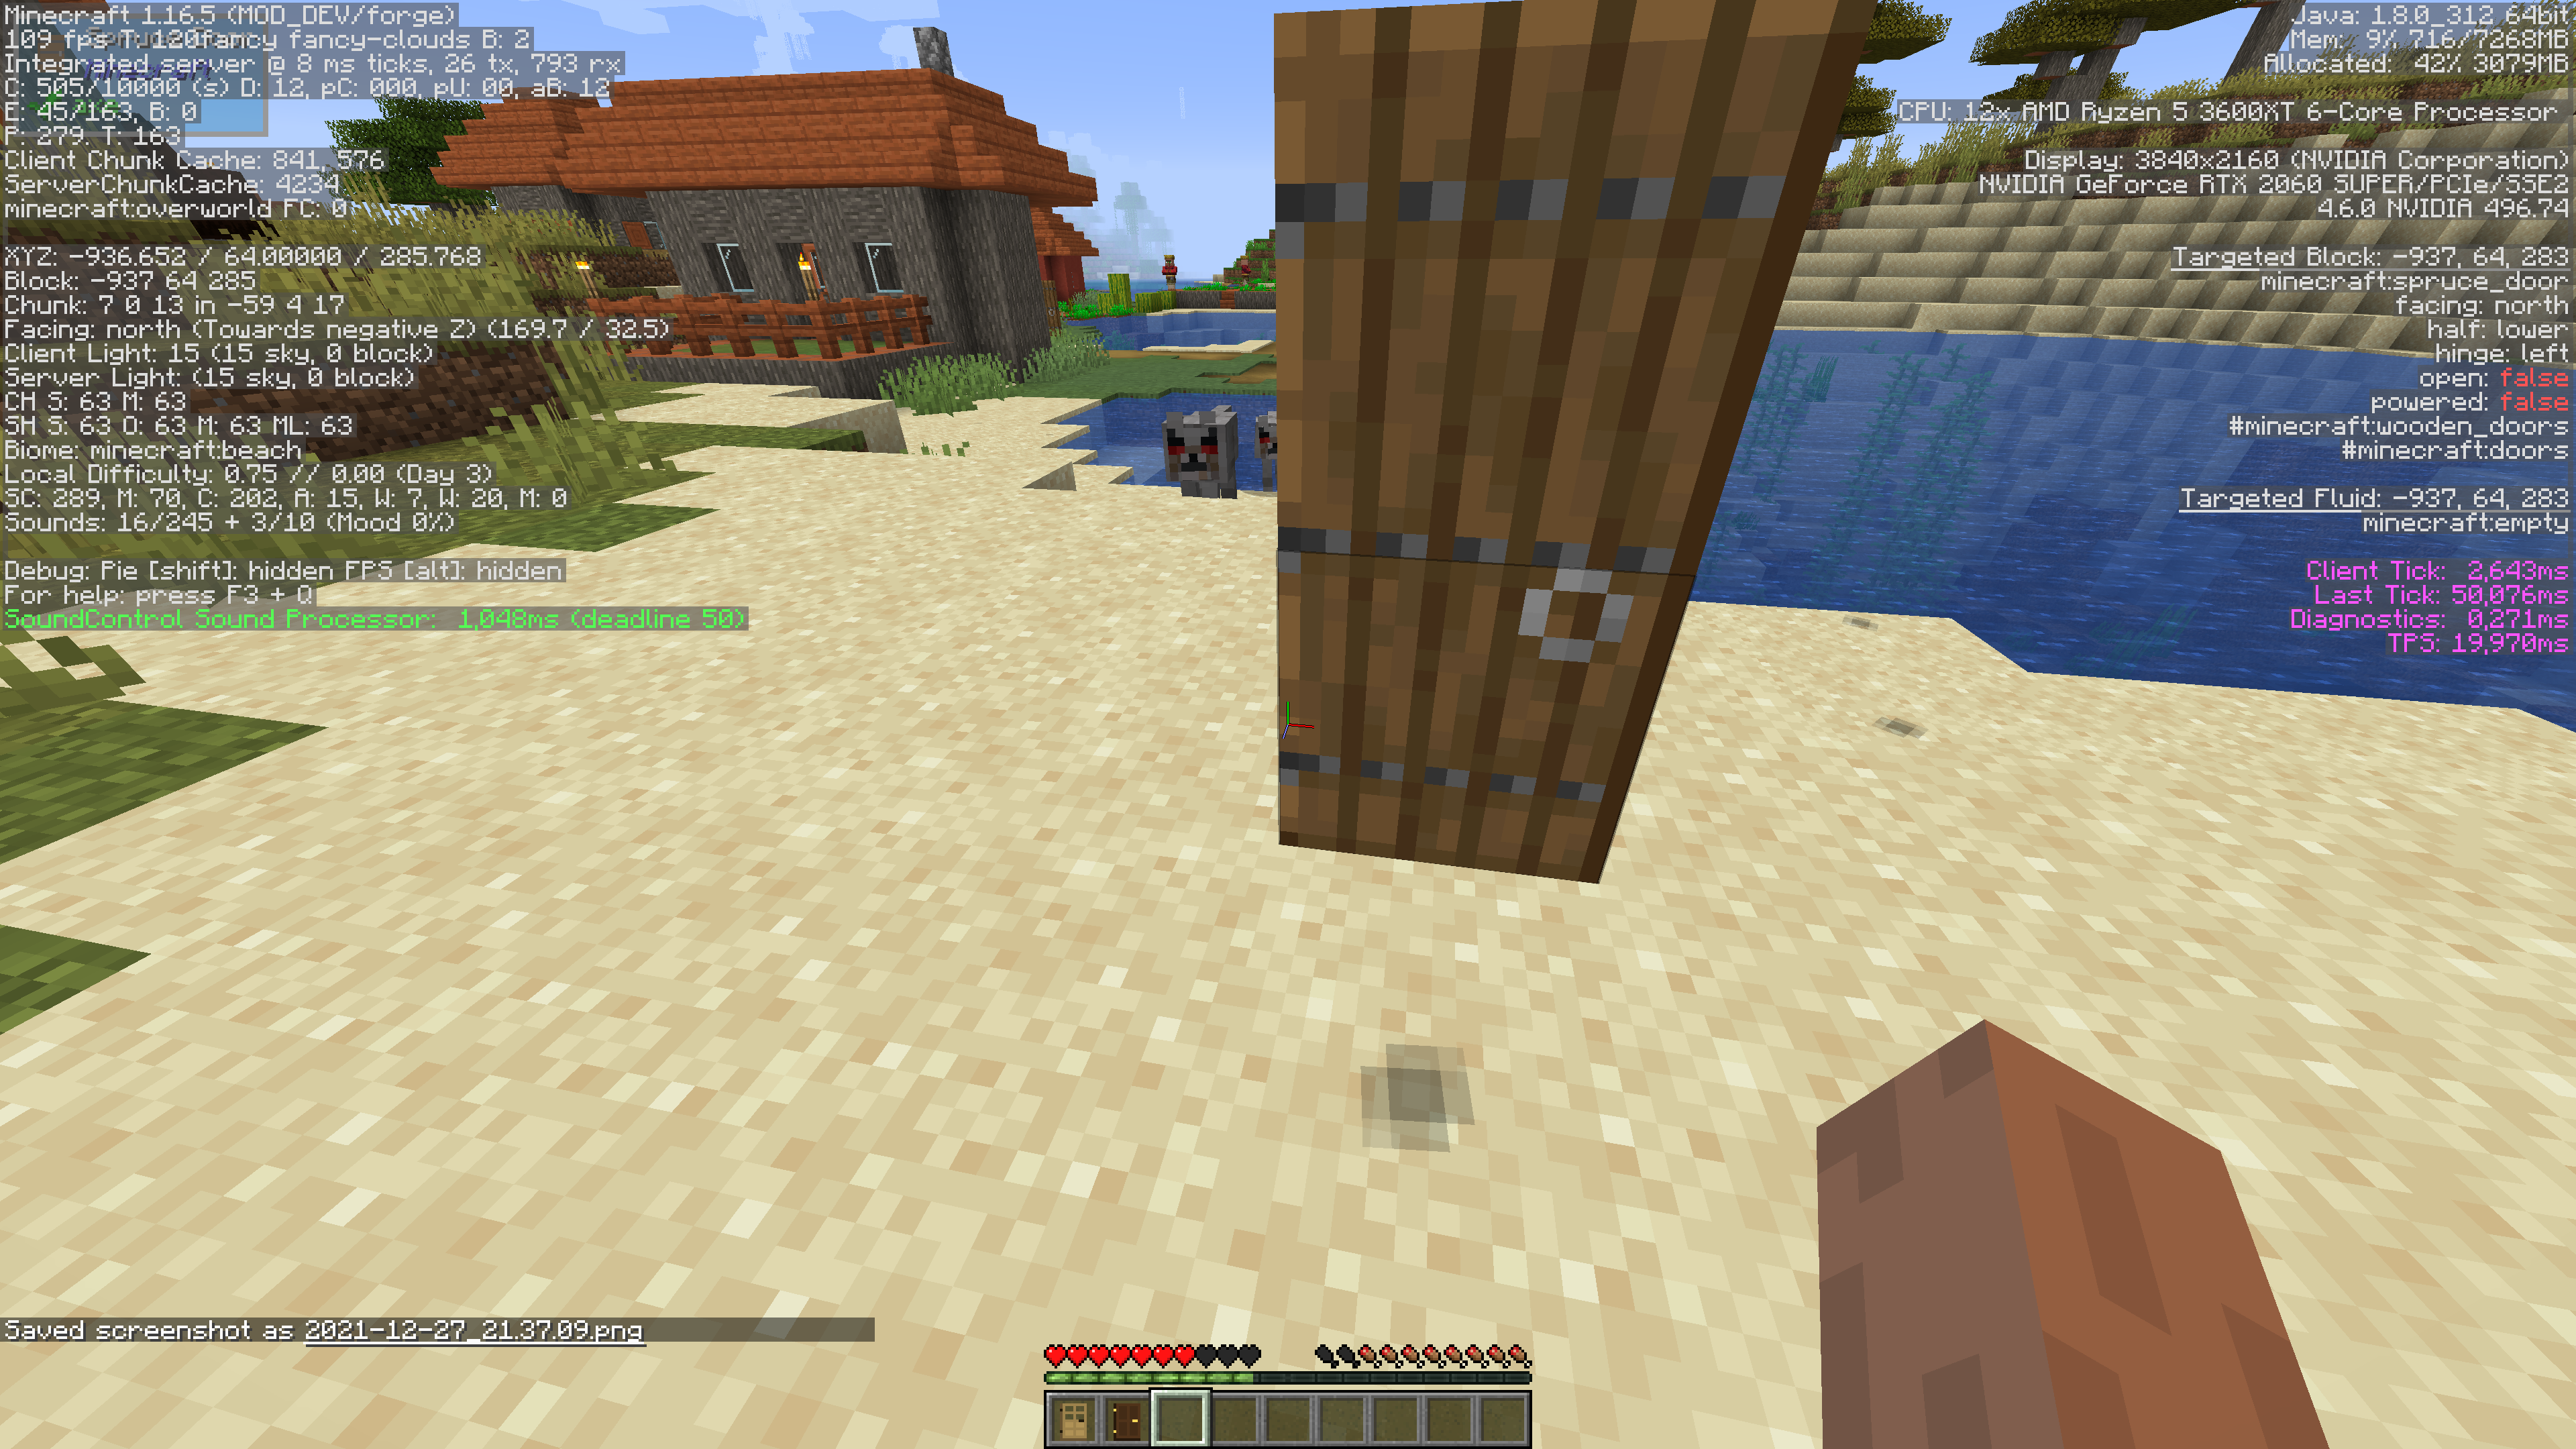 Minecraft 1.16.5 (MOD_DEV/forge)
109 fps T: 120 fancy fancy-clouds B: 2
Integrated server @ 8 ms ticks, 26 tx, 793 rx
C: 505/10000 (s) D: 12, pC: 000, pU: 00, aB: 12
E: 45/163, B: 0
P: 279. T: 163
Client Chunk Cache: 841, 576
ServerChunkCache: 4234
minecraft:overworld FC: 0
XYZ: -936.652 / 64.00000 / 285.768
Block: -937 64 285
Chunk: 7 0 13 in -59 4 17
Facing: north (Towards negative Z) (169.7 / 32.5)
Client Light: 15 (15 sky, 0 block)
Server Light: (15 sky, 0 block)
CH S: 63 M: 63
SH S: 63 O: 63 M: 63 ML: 63
Biome: minecraft:beach
Local Difficulty: 0.75 // 0.00 (Day 3)
SC: 289, M: 70, C: 202, A: 15, W: 7, W: 20, M: 0
Sounds: 16/245 + 3/10 (Mood 0%)
Debug: Pie [shift]: hidden FPS [alt]: hidden
For help: press F3 + Q
SoundControl Sound Processor: 1,048ms (deadline 50)
Java: 1.8.0_312 64bit
Mem: 9% 716/7268MB
Allocated: 42% 3079MB
CPU: 12x AMD Ryzen 5 3600XT 6-Core Processor
Display: 3840x2160 (NVIDIA Corporation)
NVIDIA GeForce RTX 2060 SUPER/PCIe/SSE2
4.6.0 NVIDIA 496.74
Targeted Block: -937, 64, 283
minecraft:spruce_door
facing: north
half: lower
hinge: left
open: false
powered: false
#minecraft:wooden_doors
#minecraft:doors
Targeted Fluid: -937, 64, 283
minecraft:empty
Client Tick: 2,643ms
Last Tick: 50,076ms
Diagnostics: 0,271ms
TPS: 19,970ms
Saved screenshot as 2021-12-27_21.37.09.png